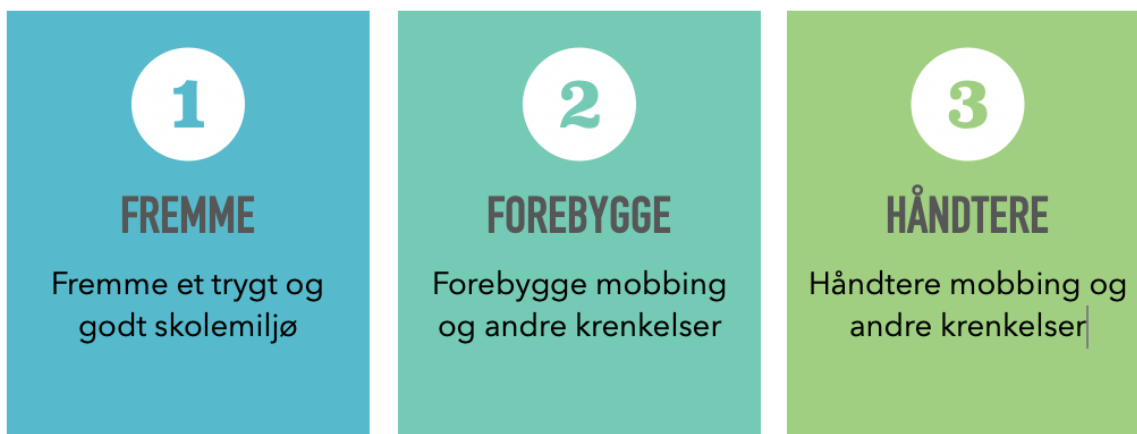 1
FREMME
Fremme et trygt og
godt skolemiljø
2
FOREBYGGE
Forebygge mobbing
og andre krenkelser
3
HÅNDTERE
Håndtere mobbing og
andre krenkelser